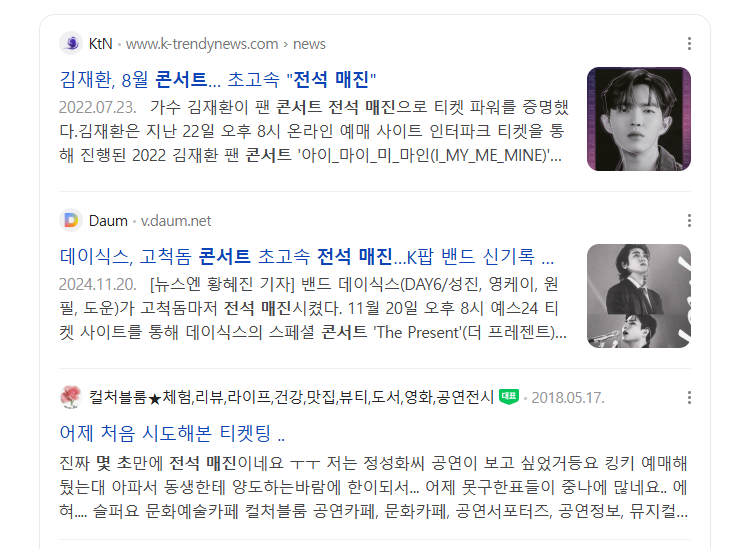 KtN · www.k-trendynews.com › news
김재환, 8월 콘서트... 초고속 "전석 매진"
2022.07.23. 가수 김재환이 팬 콘서트 전석 매진으로 티켓 파워를 증명했
다.김재환은 지난 22일 오후 8시 온라인 예매 사이트 인터파크 티켓을 통
해 진행된 2022 김재환 팬 콘서트 '아이_마이_미_마인(I_MY_ME_MINE)'...
Daum · v.daum.net
데이식스, 고척돔 콘서트 초고속 전석 매진...K팝 밴드 신기록 ...
2024.11.20. [뉴스엔 황혜진 기자] 밴드 데이식스(DAY6/성진, 영케이, 원
필, 도운)가 고척돔마저 전석 매진시켰다. 11월 20일 오후 8시 예스24 티
켓 사이트를 통해 데이식스의 스페셜 콘서트 'The Present'(더 프레젠트)...
컬처블룸★체험,리뷰,라이프,건강,맛집,뷰티,도서,영화,공연전시 대표 · 2018.05.17.
어제 처음 시도해본 티켓팅 ..
진짜 몇 초만에 전석 매진이네요 ㅜㅜ 저는 정성화씨 공연이 보고 싶었거등요 킹키 예매해
뒀는대 아파서 동생한테 양도하는바람에 한이되서... 어제 못구한표들이 중나에 많네요.. 에
혀.... 슬퍼요 문화예술카페 컬처블룸 공연카페, 문화카페, 공연서포터즈, 공연정보, 뮤지컬...